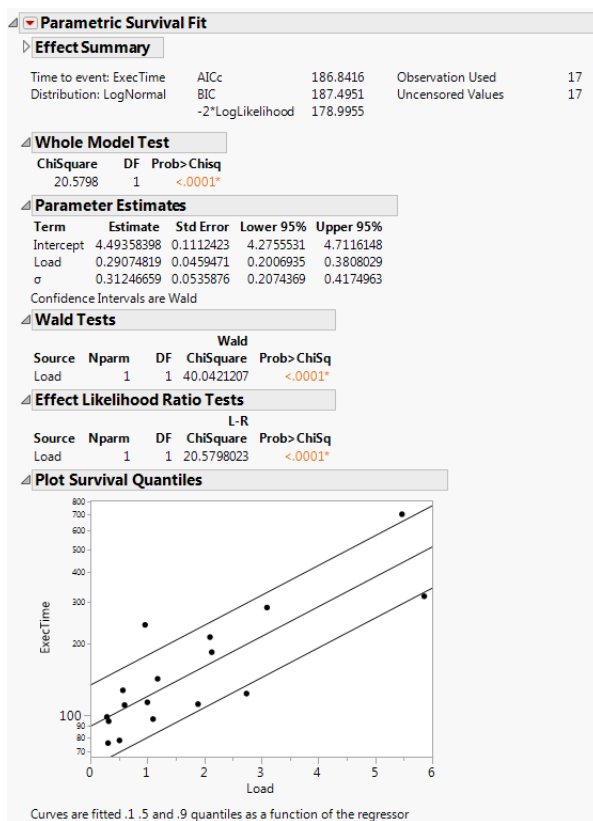 Parametric Survival Fit
Effect Summary
Time to event: ExecTime AICc 186.8416 Observation Used 17
Distribution: LogNormal BIC 187.4951 Uncensored Values 17
-2*LogLikelihood 178.9955
Whole Model Test
ChiSquare DF Prob>Chisq
20.5798 1 <.0001*
Parameter Estimates
Term Estimate Std Error Lower 95% Upper 95%
Intercept 4.49358398 0.1112423 4.2755531 4.7116148
Load 0.29074819 0.0459471 0.2006935 0.3808029
σ 0.31246659 0.0535876 0.2074369 0.4174963
Confidence Intervals are Wald
Wald Tests
Wald
Source Nparm DF ChiSquare Prob>ChiSq
Load 1 1 40.0421207 <.0001*
Effect Likelihood Ratio Tests
L-R
Source Nparm DF ChiSquare Prob>ChiSq
Load 1 1 20.5798023 <.0001*
Plot Survival Quantiles
800
700
600
500
400
300
200
100
90
80
70
ExecTime
0 1 2 3 4 5 6
Load
Curves are fitted .1 .5 and .9 quantiles as a function of the regressor